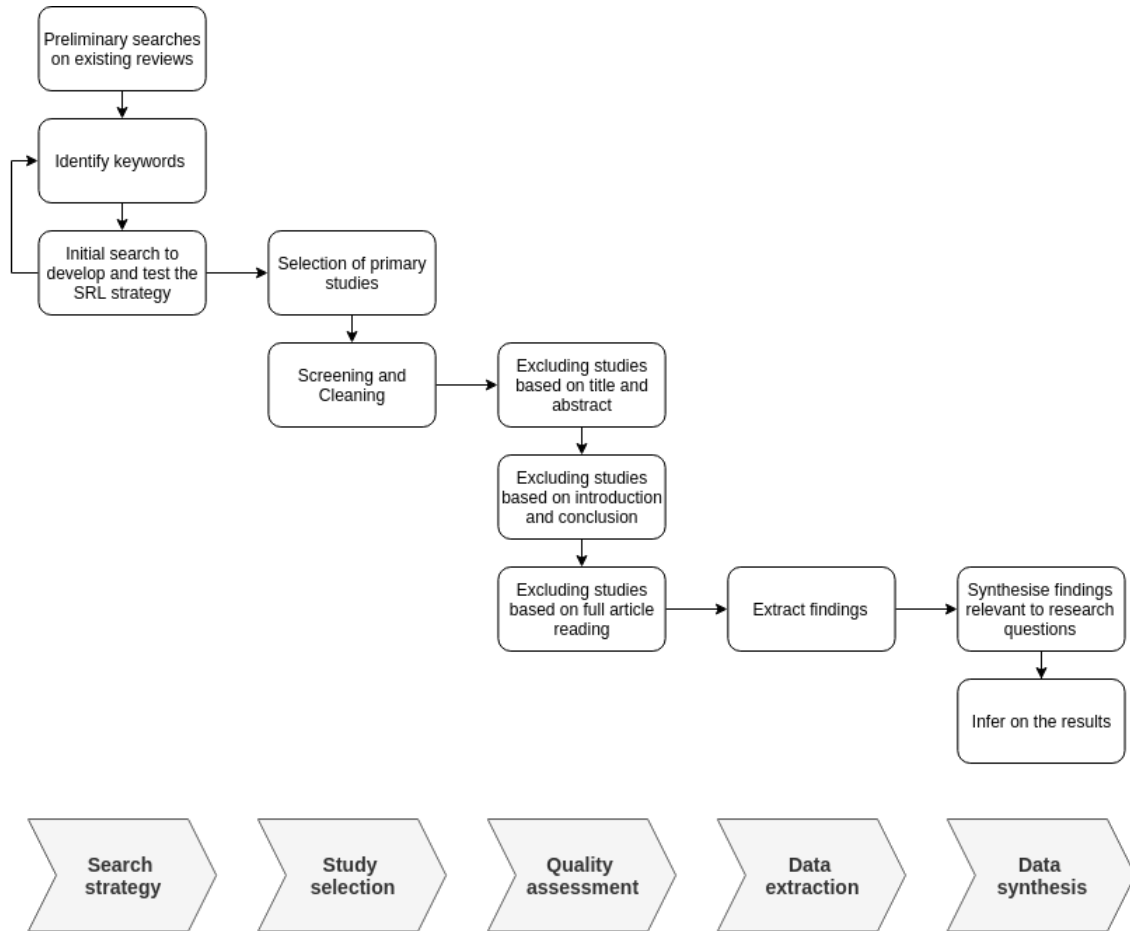 Preliminary searches
on existing reviews
Identify keywords
Initial search to
develop and test the
SRL strategy
Selection of primary
studies
Screening and
Cleaning
Excluding studies
based on title and
abstract
Excluding studies
based on introduction
and conclusion
Excluding studies
based on full article
reading
Extract findings
Synthesise findings
relevant to research
questions
Infer on the results
Search
strategy
Study
selection
Quality
assessment
Data
extraction
Data
synthesis